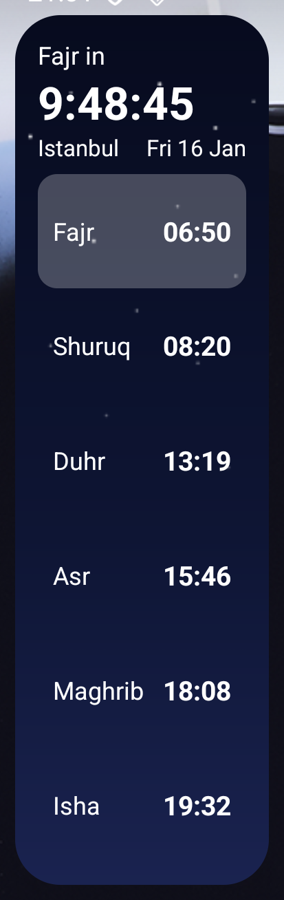 Fajr in
9:48:45
Istanbul Fri 16 Jan
Fajr 06:50
Shuruq 08:20
Duhr 13:19
Asr 15:46
Maghrib 18:08
Isha 19:32